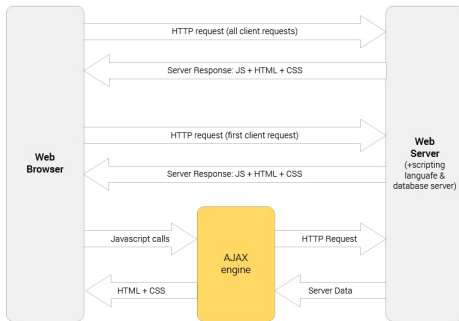 HTTP request (all client requests)
Server Response: JS + HTML + CSS
HTTP request (first client request)
Web
Browser
Web
Server
(+scripting
languafe &
database server)
Server Response: JS + HTML + CSS
Javascript calls
AJAX
engine
HTTP Request
HTML + CSS
Server Data